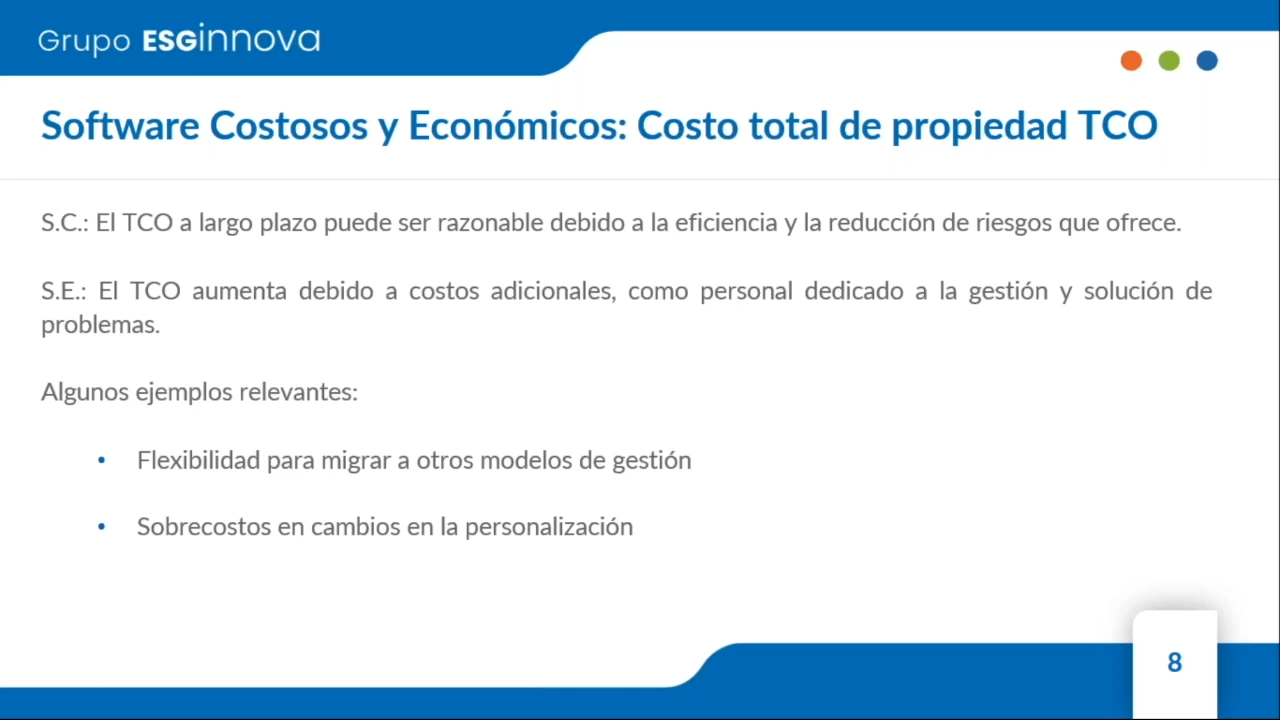 Grupo ESGinnova
Software Costosos y Económicos: Costo total de propiedad TCO
S.C.: El TCO a largo plazo puede ser razonable debido a la eficiencia y la reducción de riesgos que ofrece.
S.E.: El TCO aumenta debido a costos adicionales, como personal dedicado a la gestión y solución de
problemas.
Algunos ejemplos relevantes:
• Flexibilidad para migrar a otros modelos de gestión
• Sobrecostos en cambios en la personalización
8